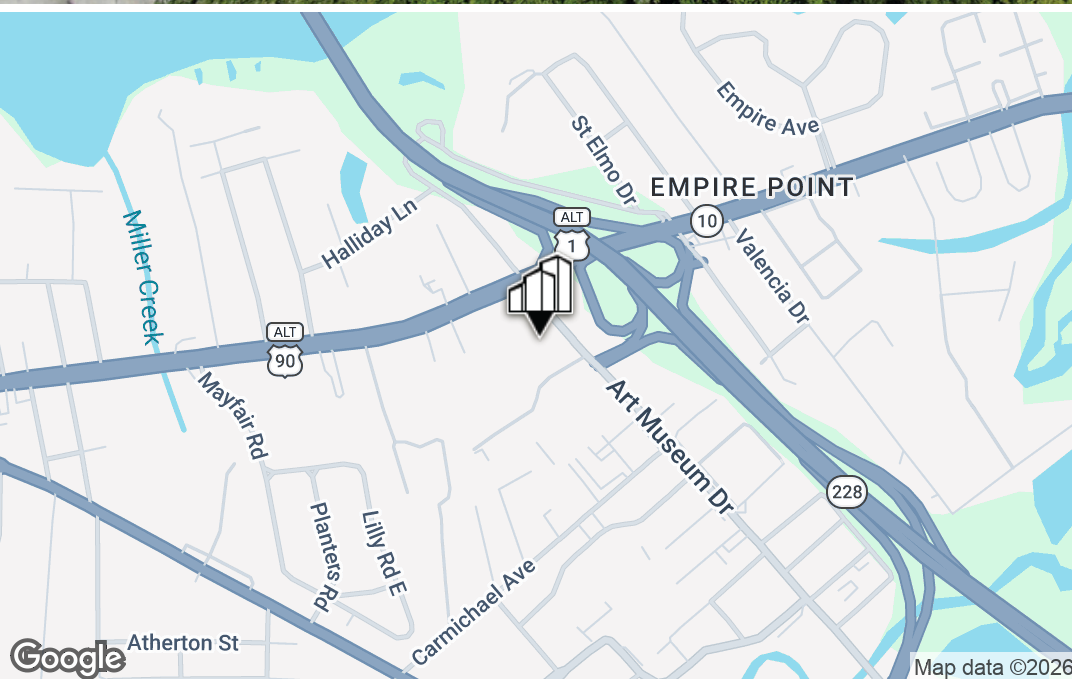 Empire Ave
St Elmo Dr
EMPIRE POINT
10
ALT
1
Halliday Ln
Miller Creek
Valencia Dr
ALT
90
Mayfair Rd
Art Museum Dr
228
Planters Rd
Lilly Rd E
Carmichael Ave
Atherton St
Google
Map data ©2026